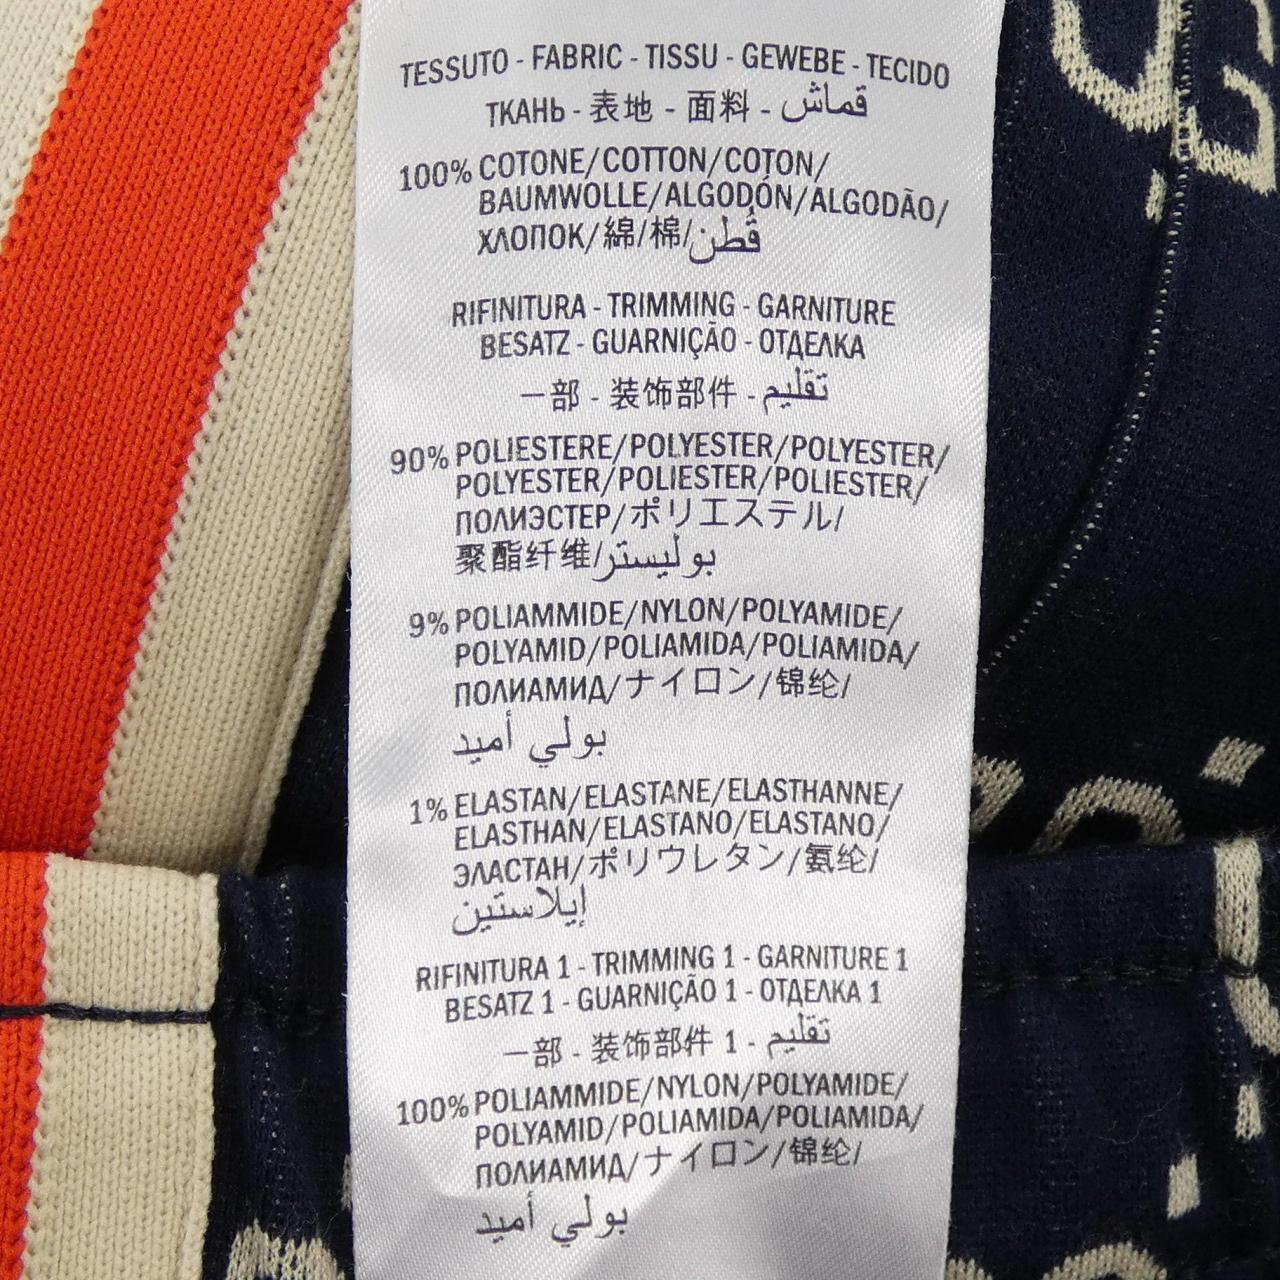 TESSUTO - FABRIC - TISSU - GEWEBE - TECIDO
ТКАНЬ - 表地 - 面料 - قماش
100% COTONE/COTTON/COTON/
BAUMWOLLE/ALGODÓN/ALGODÃO/
ХЛОПОК/綿/棉/قُطن
RIFINITURA - TRIMMING - GARNITURE
BESATZ - GUARNIÇÃO - ОТДЕЛКА
一部 - 装饰部件 - تقليم
90% POLIESTERE/POLYESTER/POLYESTER/
POLYESTER/POLIESTER/POLIESTER/
ПОЛИЭСТЕР/ポリエステル/
聚酯纤维/بوليستر
9% POLIAMMIDE/NYLON/POLYAMIDE/
POLYAMID/POLIAMIDA/POLIAMIDA/
ПОЛИАМИД/ナイロン/锦纶/
بولي أميد
1% ELASTAN/ELASTANE/ELASTHANNE/
ELASTHAN/ELASTANO/ELASTANO/
ЭЛАСТАН/ポリウレタン/氨纶/
إيلاستين
RIFINITURA 1 - TRIMMING 1 - GARNITURE 1
BESATZ 1 - GUARNIÇÃO 1 - ОТДЕЛКА 1
一部 - 装饰部件 1 - تقليم
100% POLIAMMIDE/NYLON/POLYAMIDE/
POLYAMID/POLIAMIDA/POLIAMIDA/
ПОЛИАМИД/ナイロン/锦纶/
بولي أميد